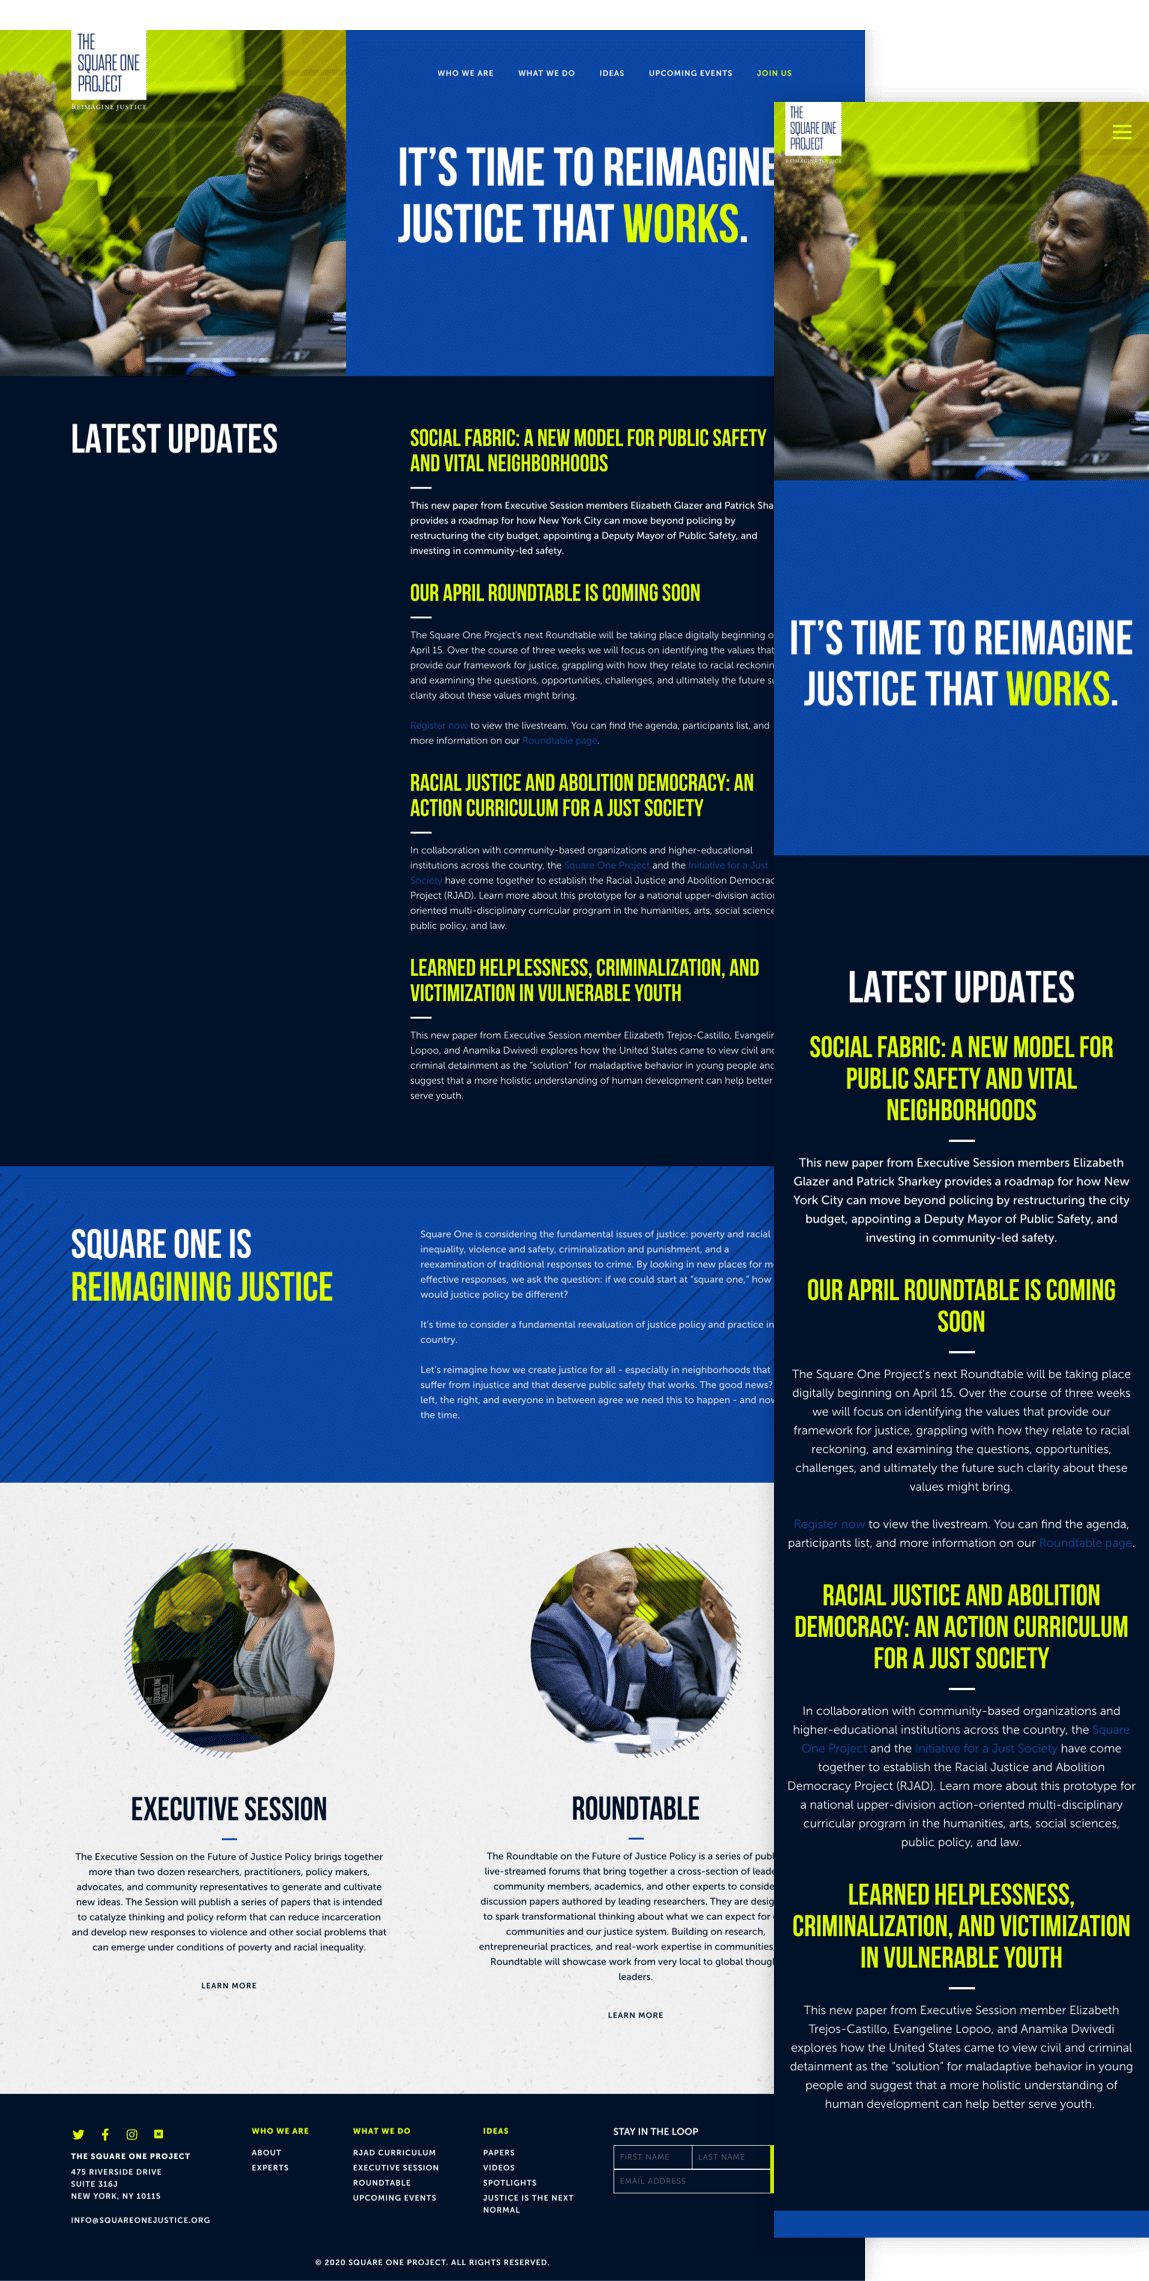 THE
SQUARE ONE
PROJECT
REIMAGINE JUSTICE
WHO WE ARE
WHAT WE DO
IDEAS
UPCOMING EVENTS
JOIN US
IT'S TIME TO REIMAGINE
JUSTICE THAT WORKS.
LATEST UPDATES
SOCIAL FABRIC: A NEW MODEL FOR PUBLIC SAFETY
AND VITAL NEIGHBORHOODS
This new paper from Executive Session members Elizabeth Glazer and Patrick Sha
provides a roadmap for how New York City can move beyond policing by
restructuring the city budget, appointing a Deputy Mayor of Public Safety, and
investing in community-led safety.
OUR APRIL ROUNDTABLE IS COMING SOON
The Square One Project's next Roundtable will be taking place digitally beginning o
April 15. Over the course of three weeks we will focus on identifying the values that
provide our framework for justice, grappling with how they relate to racial reckonin
and examining the questions, opportunities, challenges, and ultimately the future su
clarity about these values might bring.
Register now to view the livestream. You can find the agenda, participants list, and
more information on our Roundtable page.
RACIAL JUSTICE AND ABOLITION DEMOCRACY: AN
ACTION CURRICULUM FOR A JUST SOCIETY
In collaboration with community-based organizations and higher-educational
institutions across the country, the Square One Project and the Initiative for a Just
Society have come together to establish the Racial Justice and Abolition Democrac
Project (RJAD). Learn more about this prototype for a national upper-division action
oriented multi-disciplinary curricular program in the humanities, arts, social science
public policy, and law.
LEARNED HELPLESSNESS, CRIMINALIZATION, AND
VICTIMIZATION IN VULNERABLE YOUTH
This new paper from Executive Session member Elizabeth Trejos-Castillo, Evangelin
Lopoo, and Anamika Dwivedi explores how the United States came to view civil and
criminal detainment as the "solution" for maladaptive behavior in young people and
suggest that a more holistic understanding of human development can help better
serve youth.
SQUARE ONE IS
REIMAGINING JUSTICE
Square One is considering the fundamental issues of justice: poverty and racial
inequality, violence and safety, criminalization and punishment, and a
reexamination of traditional responses to crime. By looking in new places for m
effective responses, we ask the question: if we could start at "square one," how
would justice policy be different?
It's time to consider a fundamental reevaluation of justice policy and practice in
country.
Let's reimagine how we create justice for all - especially in neighborhoods that
suffer from injustice and that deserve public safety that works. The good news?
left, the right, and everyone in between agree we need this to happen - and now
the time.
EXECUTIVE SESSION
The Executive Session on the Future of Justice Policy brings together
more than two dozen researchers, practitioners, policy makers,
advocates, and community representatives to generate and cultivate
new ideas. The Session will publish a series of papers that is intended
to catalyze thinking and policy reform that can reduce incarceration
and develop new responses to violence and other social problems that
can emerge under conditions of poverty and racial inequality.
LEARN MORE
ROUNDTABLE
The Roundtable on the Future of Justice Policy is a series of publ
live-streamed forums that bring together a cross-section of leade
community members, academics, and other experts to conside
discussion papers authored by leading researchers. They are desig
to spark transformational thinking about what we can expect for
communities and our justice system. Building on research,
entrepreneurial practices, and real-work expertise in communities,
Roundtable will showcase work from very local to global though
leaders.
LEARN MORE
THE SQUARE ONE PROJECT
475 RIVERSIDE DRIVE
SUITE 316J
NEW YORK, NY 10115
INFO@SQUAREONEJUSTICE.ORG
WHO WE ARE
ABOUT
EXPERTS
WHAT WE DO
RJAD CURRICULUM
EXECUTIVE SESSION
ROUNDTABLE
UPCOMING EVENTS
IDEAS
PAPERS
VIDEOS
SPOTLIGHTS
JUSTICE IS THE NEXT
NORMAL
STAY IN THE LOOP
FIRST NAME
LAST NAME
EMAIL ADDRESS
© 2020 SQUARE ONE PROJECT. ALL RIGHTS RESERVED.
THE
SQUARE ONE
PROJECT
REIMAGINE JUSTICE
IT'S TIME TO REIMAGINE
JUSTICE THAT WORKS.
LATEST UPDATES
SOCIAL FABRIC: A NEW MODEL FOR
PUBLIC SAFETY AND VITAL
NEIGHBORHOODS
This new paper from Executive Session members Elizabeth
Glazer and Patrick Sharkey provides a roadmap for how New
York City can move beyond policing by restructuring the city
budget, appointing a Deputy Mayor of Public Safety, and
investing in community-led safety.
OUR APRIL ROUNDTABLE IS COMING
SOON
The Square One Project's next Roundtable will be taking place
digitally beginning on April 15. Over the course of three weeks
we will focus on identifying the values that provide our
framework for justice, grappling with how they relate to racial
reckoning, and examining the questions, opportunities,
challenges, and ultimately the future such clarity about these
values might bring.
Register now to view the livestream. You can find the agenda,
participants list, and more information on our Roundtable page.
RACIAL JUSTICE AND ABOLITION
DEMOCRACY: AN ACTION CURRICULUM
FOR A JUST SOCIETY
In collaboration with community-based organizations and
higher-educational institutions across the country, the Square
One Project and the Initiative for a Just Society have come
together to establish the Racial Justice and Abolition
Democracy Project (RJAD). Learn more about this prototype for
a national upper-division action-oriented multi-disciplinary
curricular program in the humanities, arts, social sciences,
public policy, and law.
LEARNED HELPLESSNESS,
CRIMINALIZATION, AND VICTIMIZATION
IN VULNERABLE YOUTH
This new paper from Executive Session member Elizabeth
Trejos-Castillo, Evangeline Lopoo, and Anamika Dwivedi
explores how the United States came to view civil and criminal
detainment as the "solution" for maladaptive behavior in young
people and suggest that a more holistic understanding of
human development can help better serve youth.